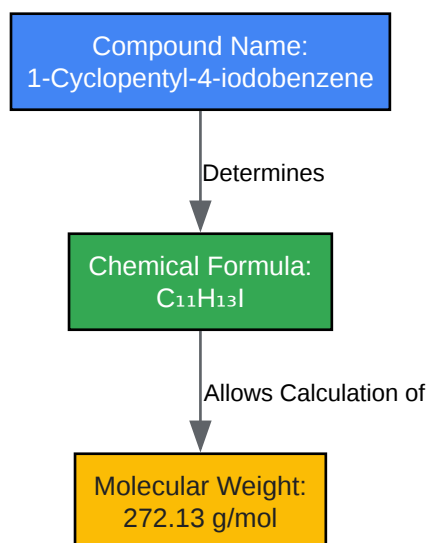 Compound Name:
1-Cyclopentyl-4-iodobenzene
Determines
Chemical Formula:
C₁₁H₁₃I
Allows Calculation of
Molecular Weight:
272.13 g/mol